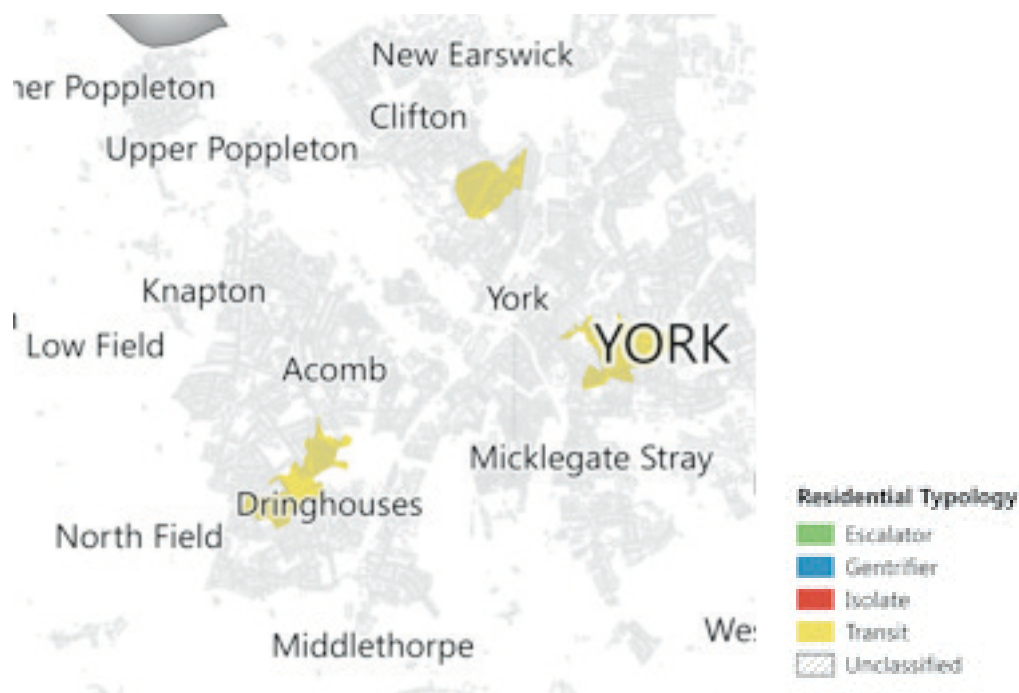 New Earswick
her Poppleton
Clifton
Upper Poppleton
Knapton
York
YORK
Low Field
Acomb
Micklegate Stray
Dringhouses
North Field
Middlethorpe
Wes
Residential Typology
Escalator
Gentrifier
Isolate
Transit
Unclassified